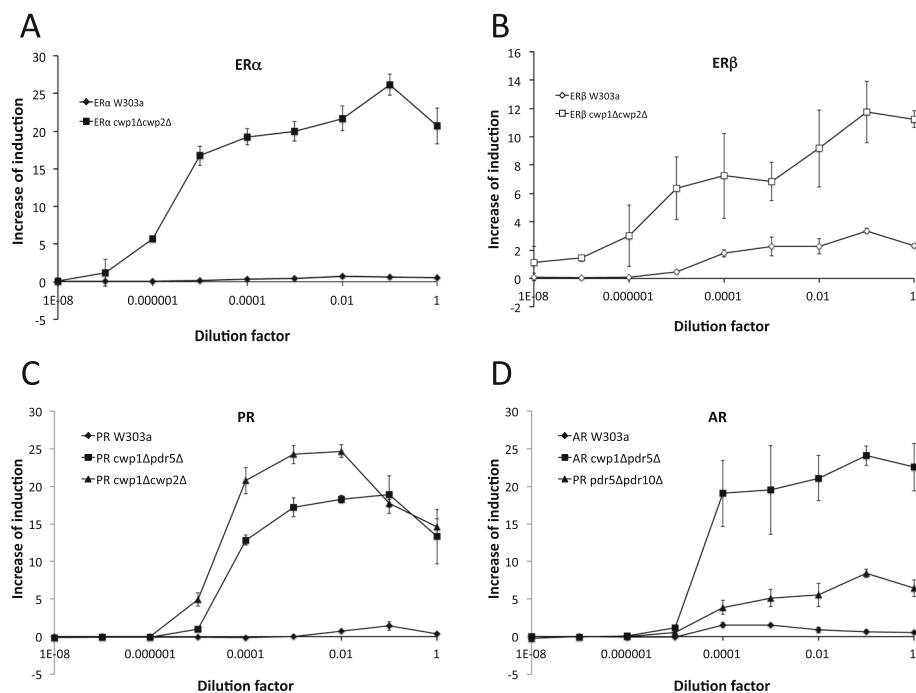 A
ERα
30
25
20
15
10
5
0
-5
ERα W303a
ERα cwp1Δcwp2Δ
Increase of induction
1E-08
0.000001
0.0001
0.01
1
Dilution factor
B
ERβ
16
14
12
10
8
6
4
2
0
-2
ERβ W303a
ERβ cwp1Δcwp2Δ
Increase of induction
1E-08
0.000001
0.0001
0.01
1
Dilution factor
C
PR
30
25
20
15
10
5
0
-5
PR W303a
PR cwp1Δpdr5Δ
PR cwp1Δcwp2Δ
Increase of induction
1E-08
0.000001
0.0001
0.01
1
Dilution factor
D
AR
30
25
20
15
10
5
0
-5
AR W303a
AR cwp1Δpdr5Δ
PR pdr5Δpdr10Δ
Increase of induction
1E-08
0.000001
0.0001
0.01
1
Dilution factor